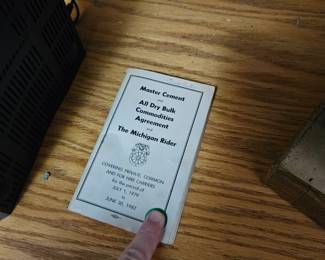 Master Cement
and
All Dry Bulk
Commodities
Agreement
and
The Michigan Rider
COVERING PRIVATE, COMMON
AND FOR HIRE CARRIERS
for the period of
JULY 1, 1979
to
JUNE 30, 1982